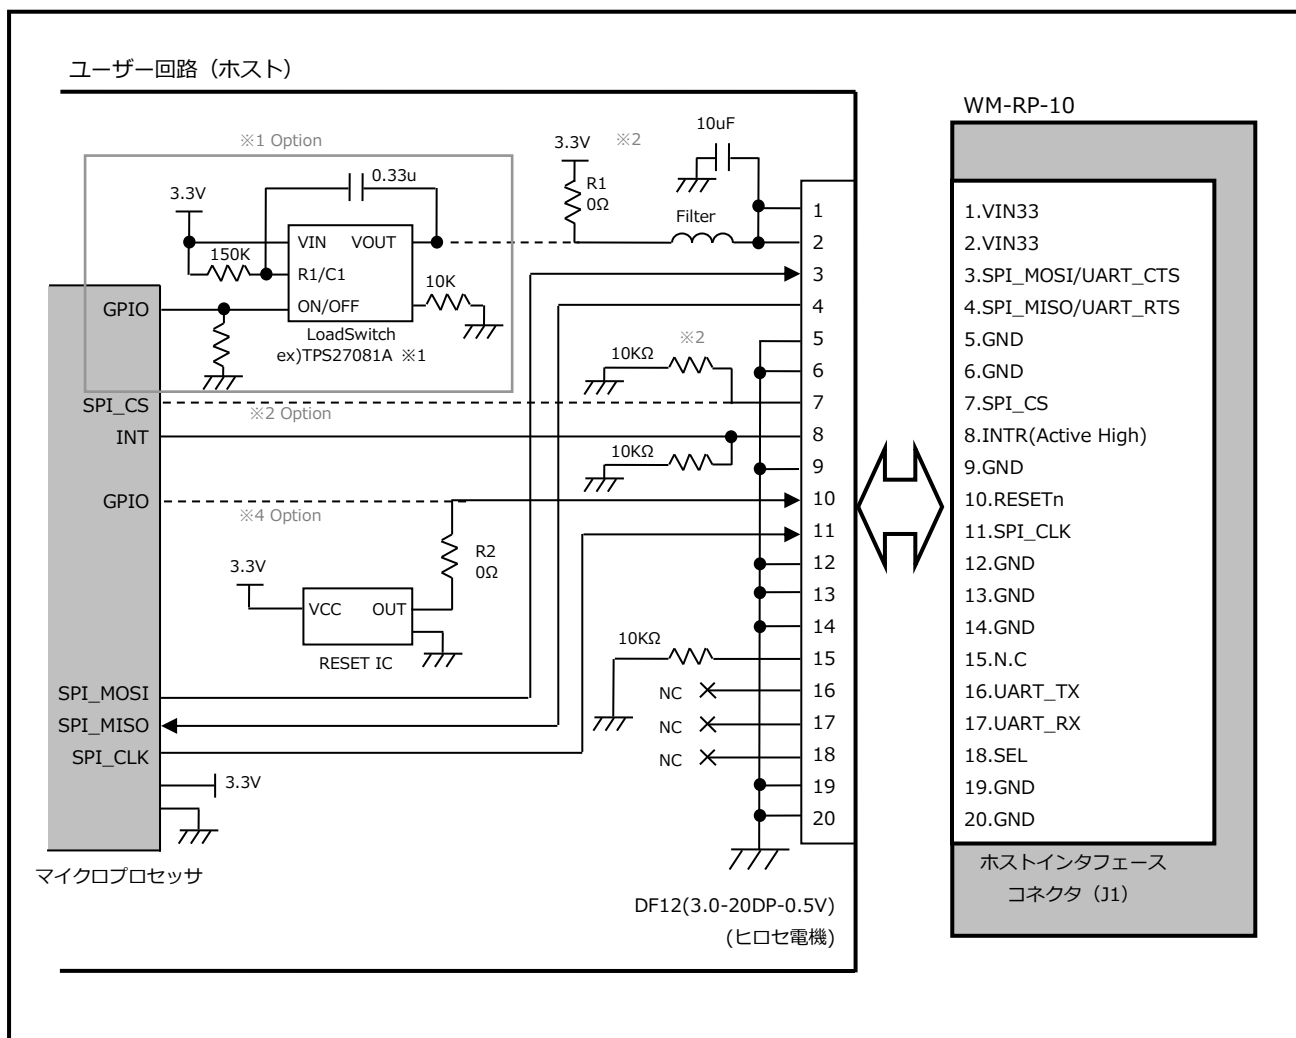 ユーザー回路（ホスト）
WM-RP-10
※1 Option
3.3V
※2
10uF
0.33u
R1
0Ω
3.3V
Filter
VIN
VOUT
150K
R1/C1
10K
GPIO
ON/OFF
LoadSwitch
ex)TPS27081A ※1
※2
10KΩ
SPI_CS
※2 Option
INT
10KΩ
GPIO
※4 Option
R2
0Ω
3.3V
VCC
OUT
RESET IC
10KΩ
SPI_MOSI
NC
SPI_MISO
NC
SPI_CLK
NC
3.3V
マイクロプロセッサ
1
2
3
4
5
6
7
8
9
10
11
12
13
14
15
16
17
18
19
20
DF12(3.0-20DP-0.5V)
(ヒロセ電機)
1.VIN33
2.VIN33
3.SPI_MOSI/UART_CTS
4.SPI_MISO/UART_RTS
5.GND
6.GND
7.SPI_CS
8.INTR(Active High)
9.GND
10.RESETn
11.SPI_CLK
12.GND
13.GND
14.GND
15.N.C
16.UART_TX
17.UART_RX
18.SEL
19.GND
20.GND
ホストインタフェース
コネクタ（J1）